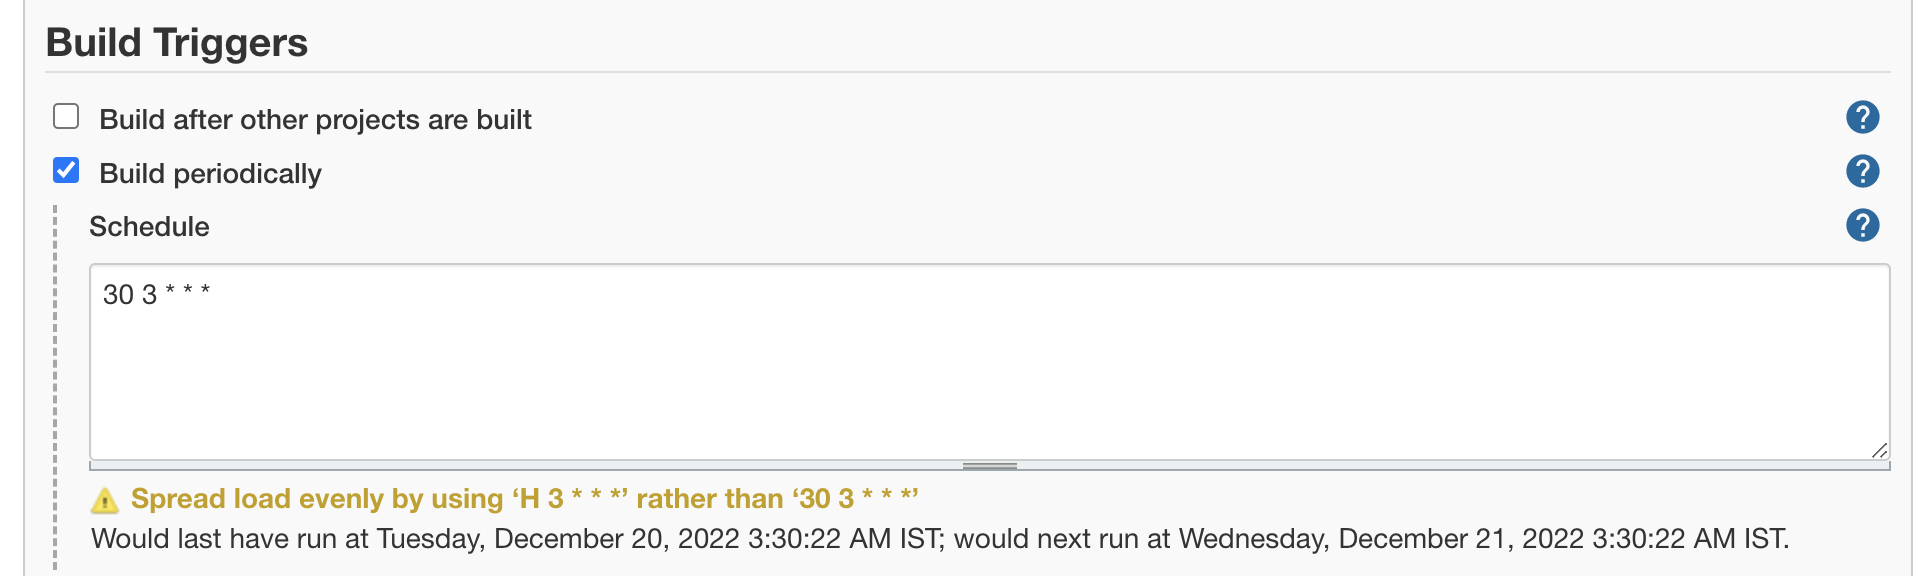 Build Triggers
Build after other projects are built
?
Build periodically
?
Schedule
?
30 3 * * *
Spread load evenly by using ‘H 3 * * *’ rather than ‘30 3 * * *’
Would last have run at Tuesday, December 20, 2022 3:30:22 AM IST; would next run at Wednesday, December 21, 2022 3:30:22 AM IST.